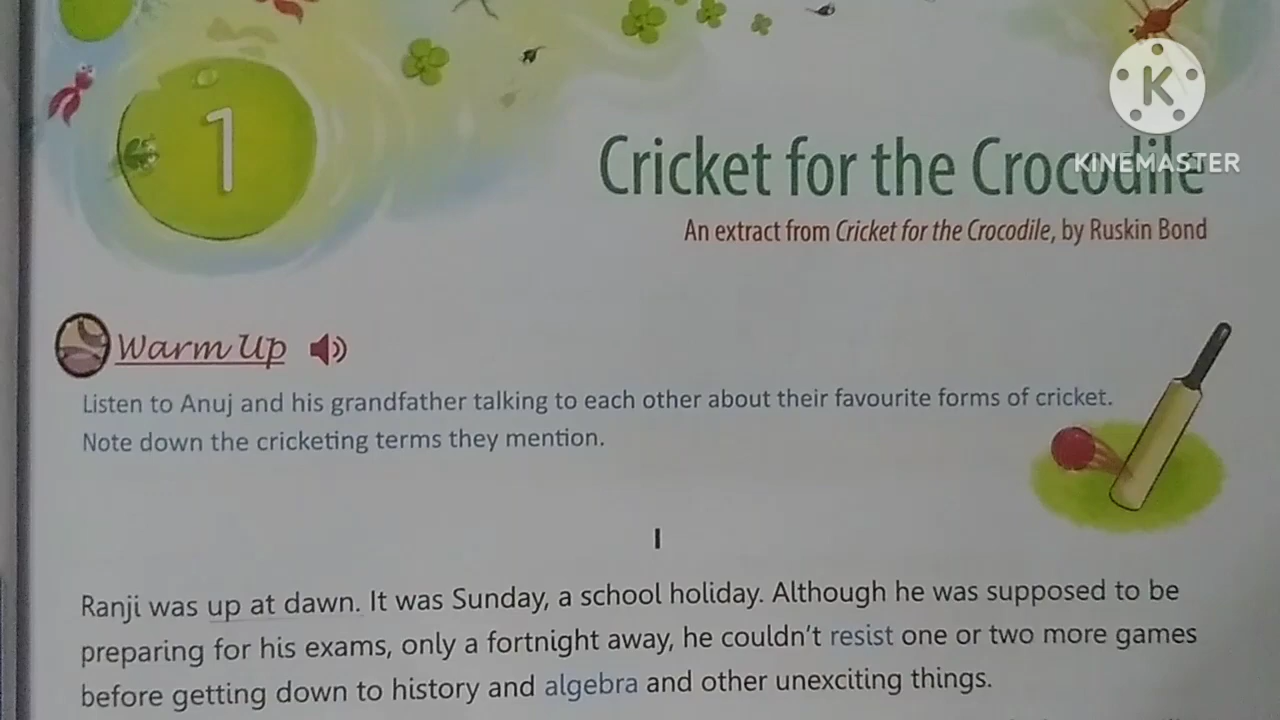 1
K
KINEMASTER
Cricket for the Crocodile
An extract from Cricket for the Crocodile, by Ruskin Bond
Warm Up
Listen to Anuj and his grandfather talking to each other about their favourite forms of cricket.
Note down the cricketing terms they mention.
I
Ranji was up at dawn. It was Sunday, a school holiday. Although he was supposed to be
preparing for his exams, only a fortnight away, he couldn't resist one or two more games
before getting down to history and algebra and other unexciting things.